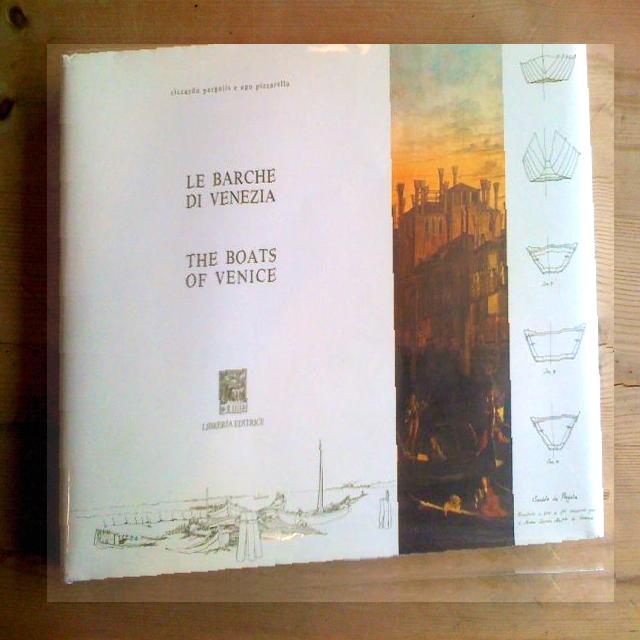 riccardo pergolis e ugo pizzarello
LE BARCHE
DI VENEZIA
THE BOATS
OF VENICE
LIBRERIA EDITRICE